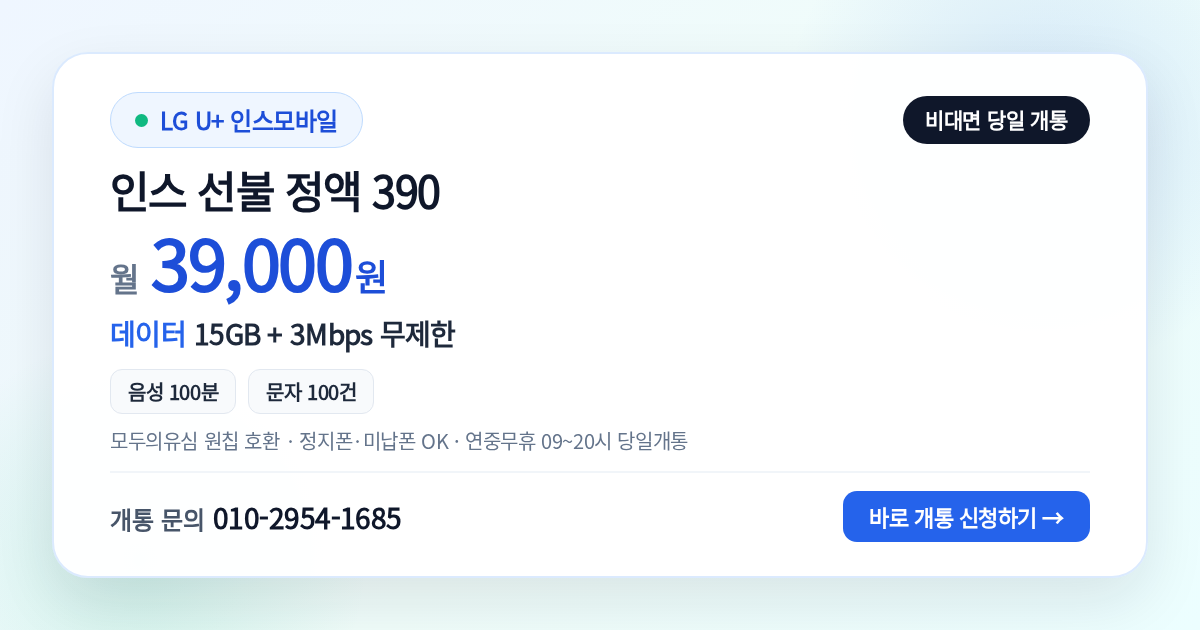 LG U+ 인스모바일
비대면 당일 개통
인스 선불 정액 390
월 39,000원
데이터 15GB + 3Mbps 무제한
음성 100분
문자 100건
모두의유심 원칩 호환 · 정지폰·미납폰 OK · 연중무휴 09~20시 당일개통
개통 문의 010-2954-1685
바로 개통 신청하기 →